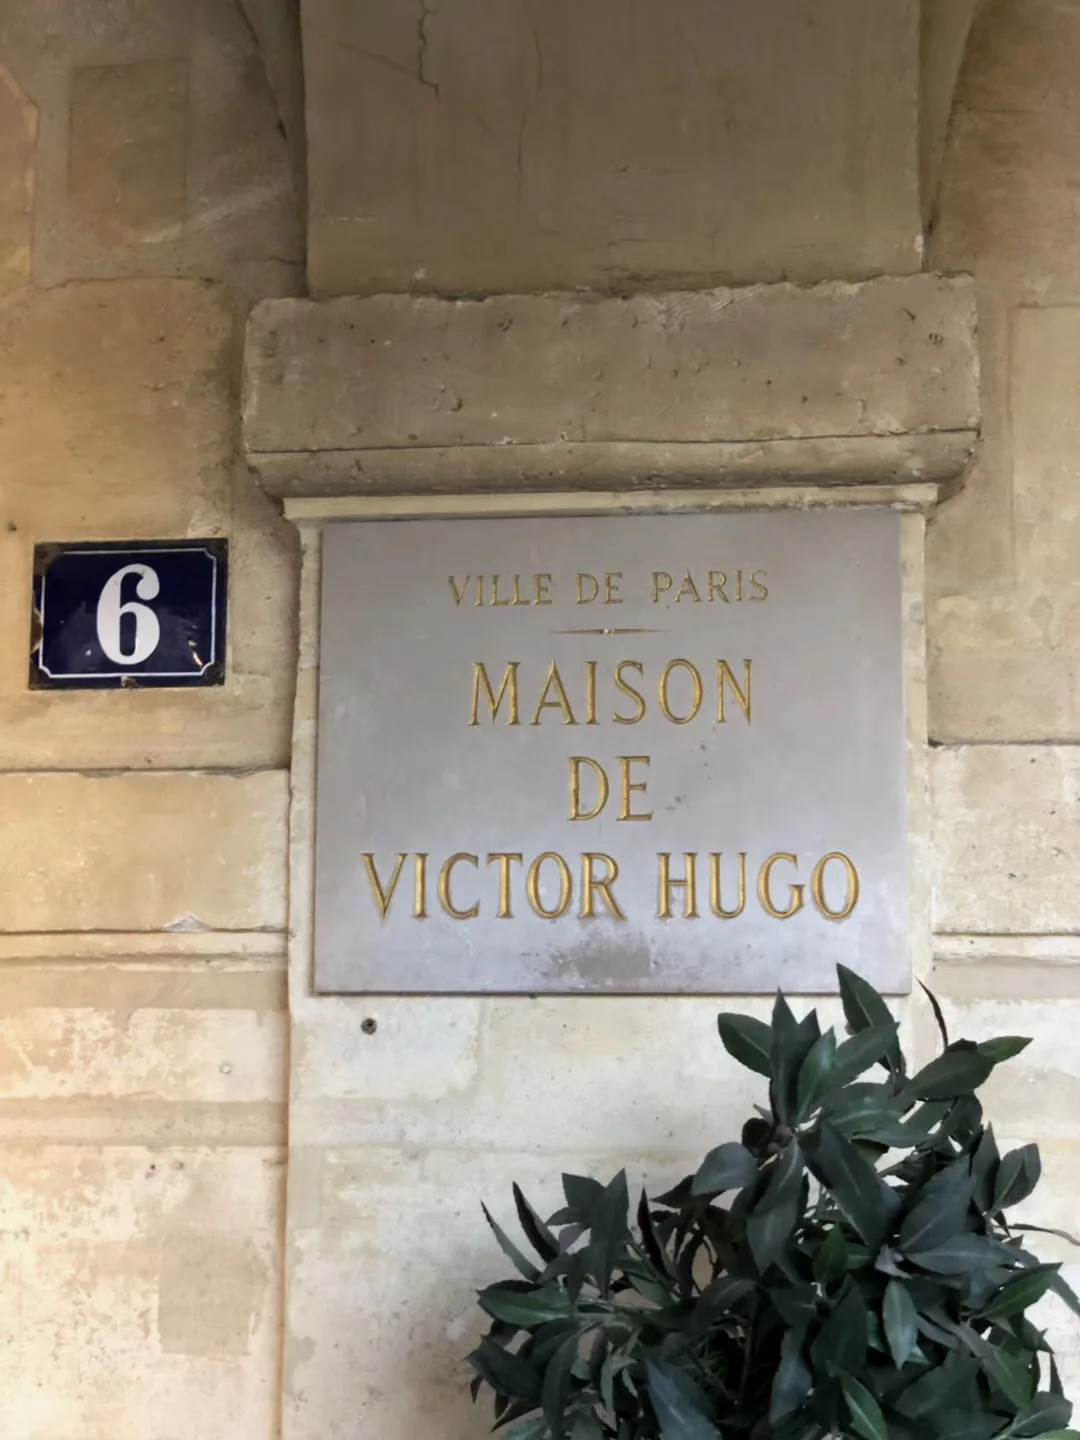 6
VILLE DE PARIS
MAISON
DE
VICTOR HUGO